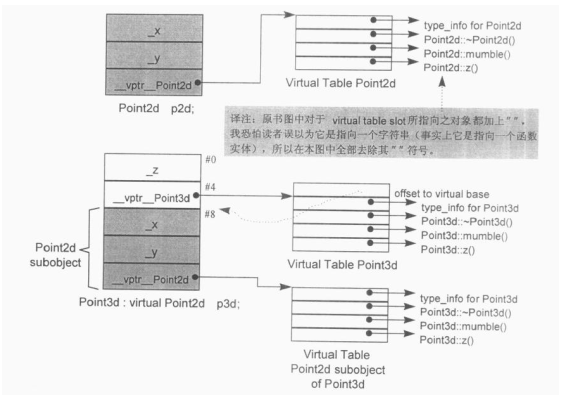 _x
_y
__vptr__Point2d
Point2d p2d;
type_info for Point2d
Point2d::~Point2d()
Point2d::mumble()
Point2d::z()
Virtual Table Point2d
译注：原书图中对于 virtual table slot 所指向之对象都加上" "，
我恐怕读者误以为它是指向一个字符串（事实上它是指向一个函数
实体），所以在本图中全部去除其" "符号。
#0
_z
#4
__vptr__Point3d
#8
_x
_y
__vptr__Point2d
Point2d
subobject
Point3d : virtual Point2d p3d;
offset to virtual base
type_info for Point3d
Point3d::~Point3d()
Point3d::mumble()
Point3d::z()
Virtual Table Point3d
type_info for Point3d
Point3d::~Point3d()
Point3d::mumble()
Point3d::z()
Virtual Table
Point2d subobject
of Point3d